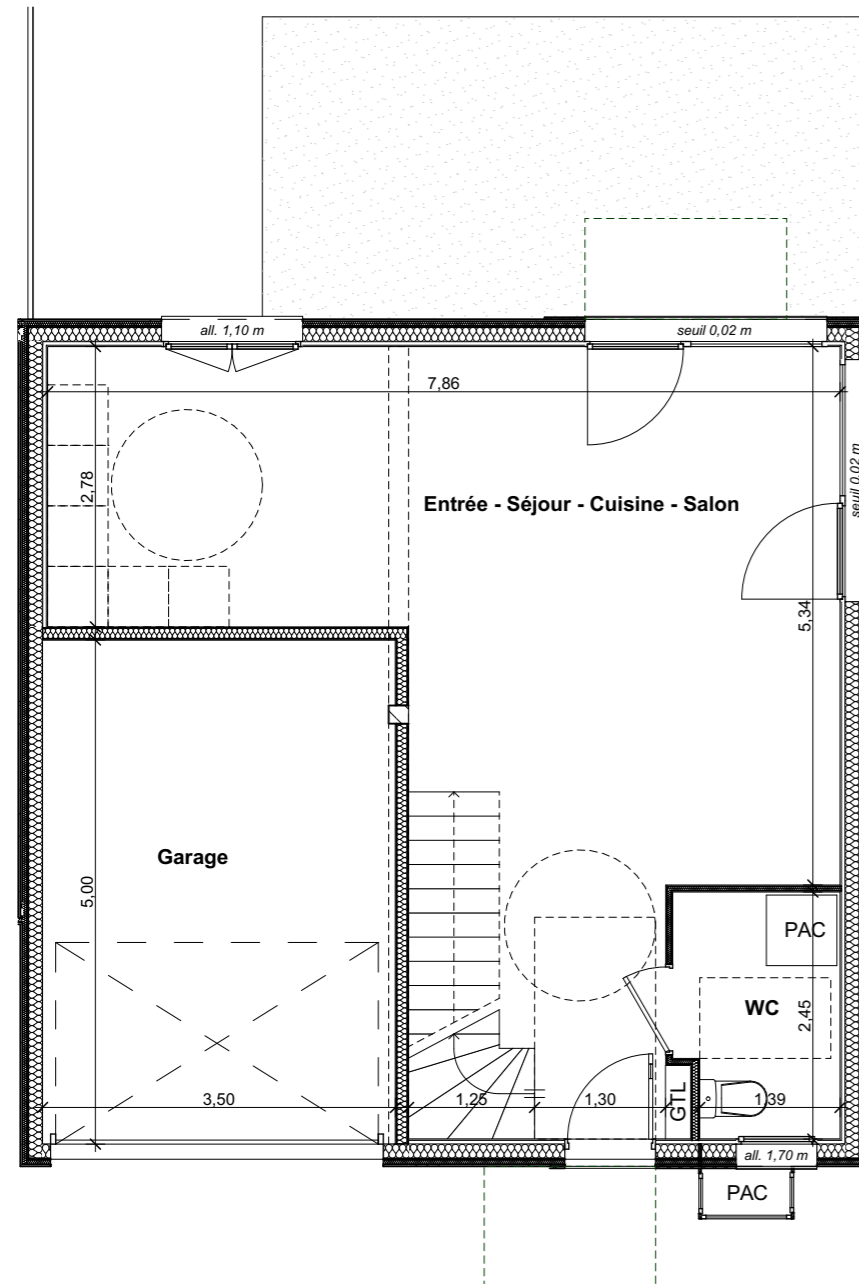 all. 1,10 m
seuil 0,02 m
7,86
seuil 0,02 m
2,78
Entrée - Séjour - Cuisine - Salon
5,34
Garage
5,00
PAC
WC
2,45
3,50
1,25
1,30
GTL
1,39
all. 1,70 m
PAC